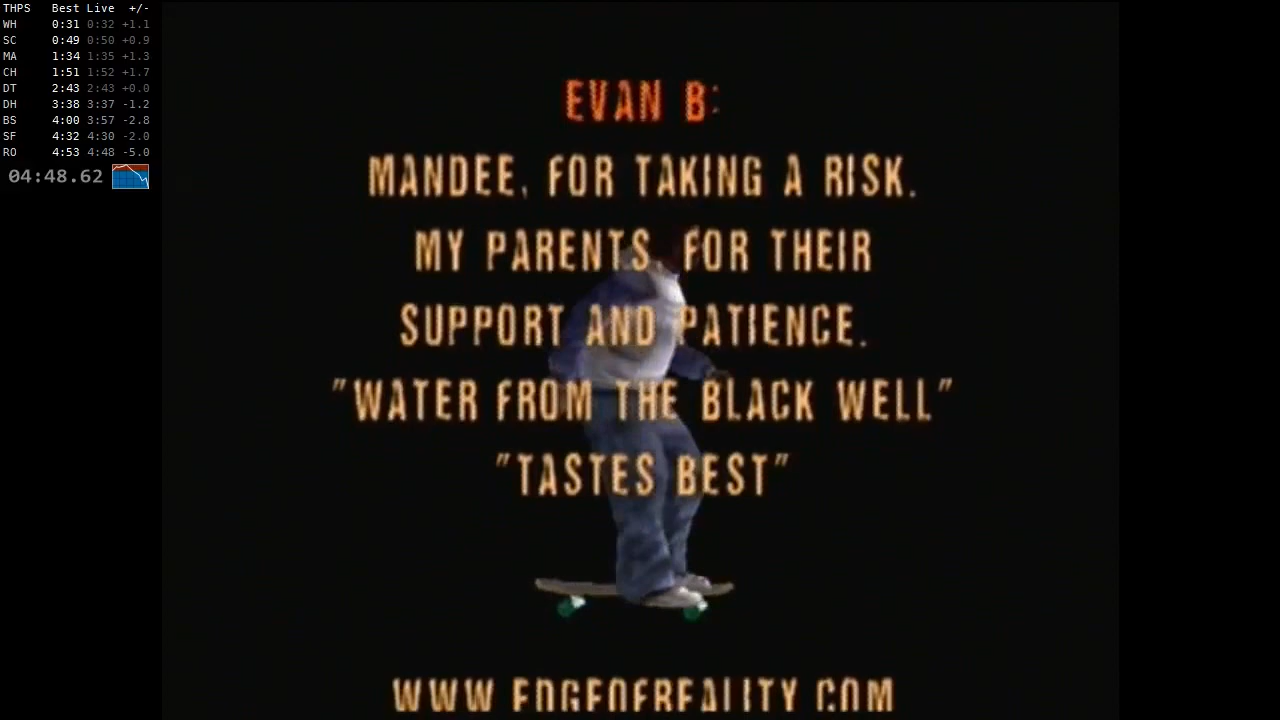 THPS Best Live +/-
WH 0:31 0:32 +1.1
SC 0:49 0:50 +0.9
MA 1:34 1:35 +1.3
CH 1:51 1:52 +1.7
DT 2:43 2:43 +0.0
DH 3:38 3:37 -1.2
BS 4:00 3:57 -2.8
SF 4:32 4:30 -2.0
RO 4:53 4:48 -5.0
04:48.62
EVAN B:
MANDEE, FOR TAKING A RISK.
MY PARENTS, FOR THEIR
SUPPORT AND PATIENCE.
"WATER FROM THE BLACK WELL"
"TASTES BEST"
WWW.EDGEOFREALITY.COM